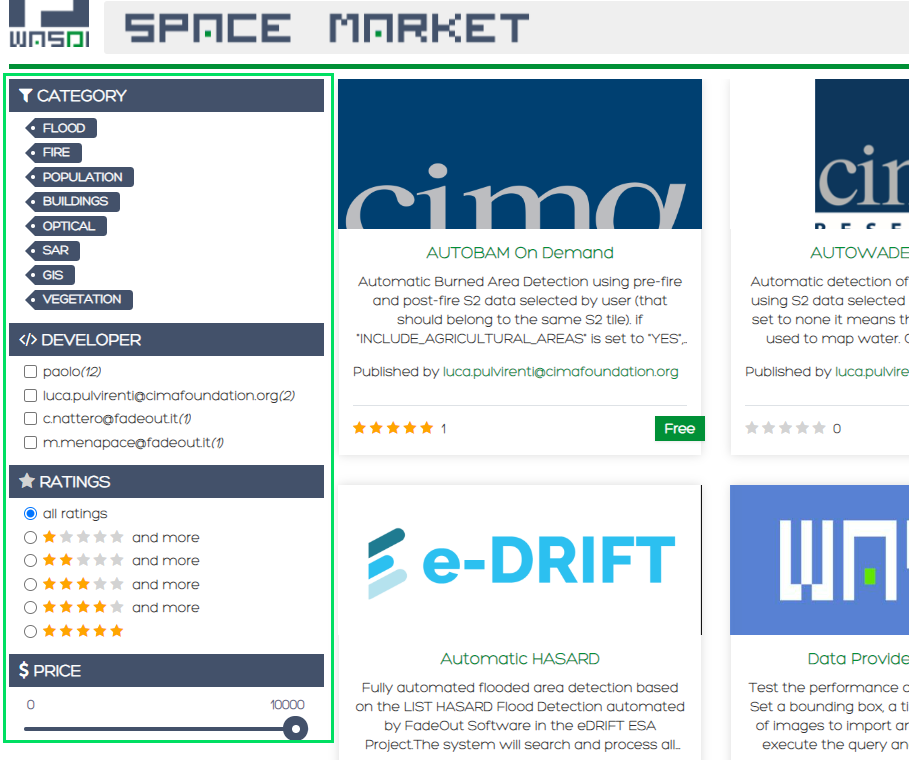 WASDI
SPACE MARKET
CATEGORY
FLOOD
FIRE
POPULATION
BUILDINGS
OPTICAL
SAR
GIS
VEGETATION
</> DEVELOPER
paolo(12)
luca.pulvirenti@cimafoundation.org(2)
c.nattero@fadeout.it(1)
m.menapace@fadeout.it(1)
RATINGS
all ratings
and more
and more
and more
and more
$ PRICE
0 10000
cima
AUTOBAM On Demand
Automatic Burned Area Detection using pre-fire
and post-fire S2 data selected by user (that
should belong to the same S2 tile). If
"INCLUDE_AGRICULTURAL_AREAS" is set to "YES",..
Published by luca.pulvirenti@cimafoundation.org
1
Free
cim
RESE
AUTOWADE
Automatic detection of
using S2 data selected
set to none it means th
used to map water. 
Published by luca.pulvire
0
e-DRIFT
Automatic HASARD
Fully automated flooded area detection based
on the LIST HASARD Flood Detection automated
by FadeOut Software in the eDRIFT ESA
Project.The system will search and process all...
WA
Data Provide
Test the performance o
Set a bounding box, a ti
of images to import an
execute the query an